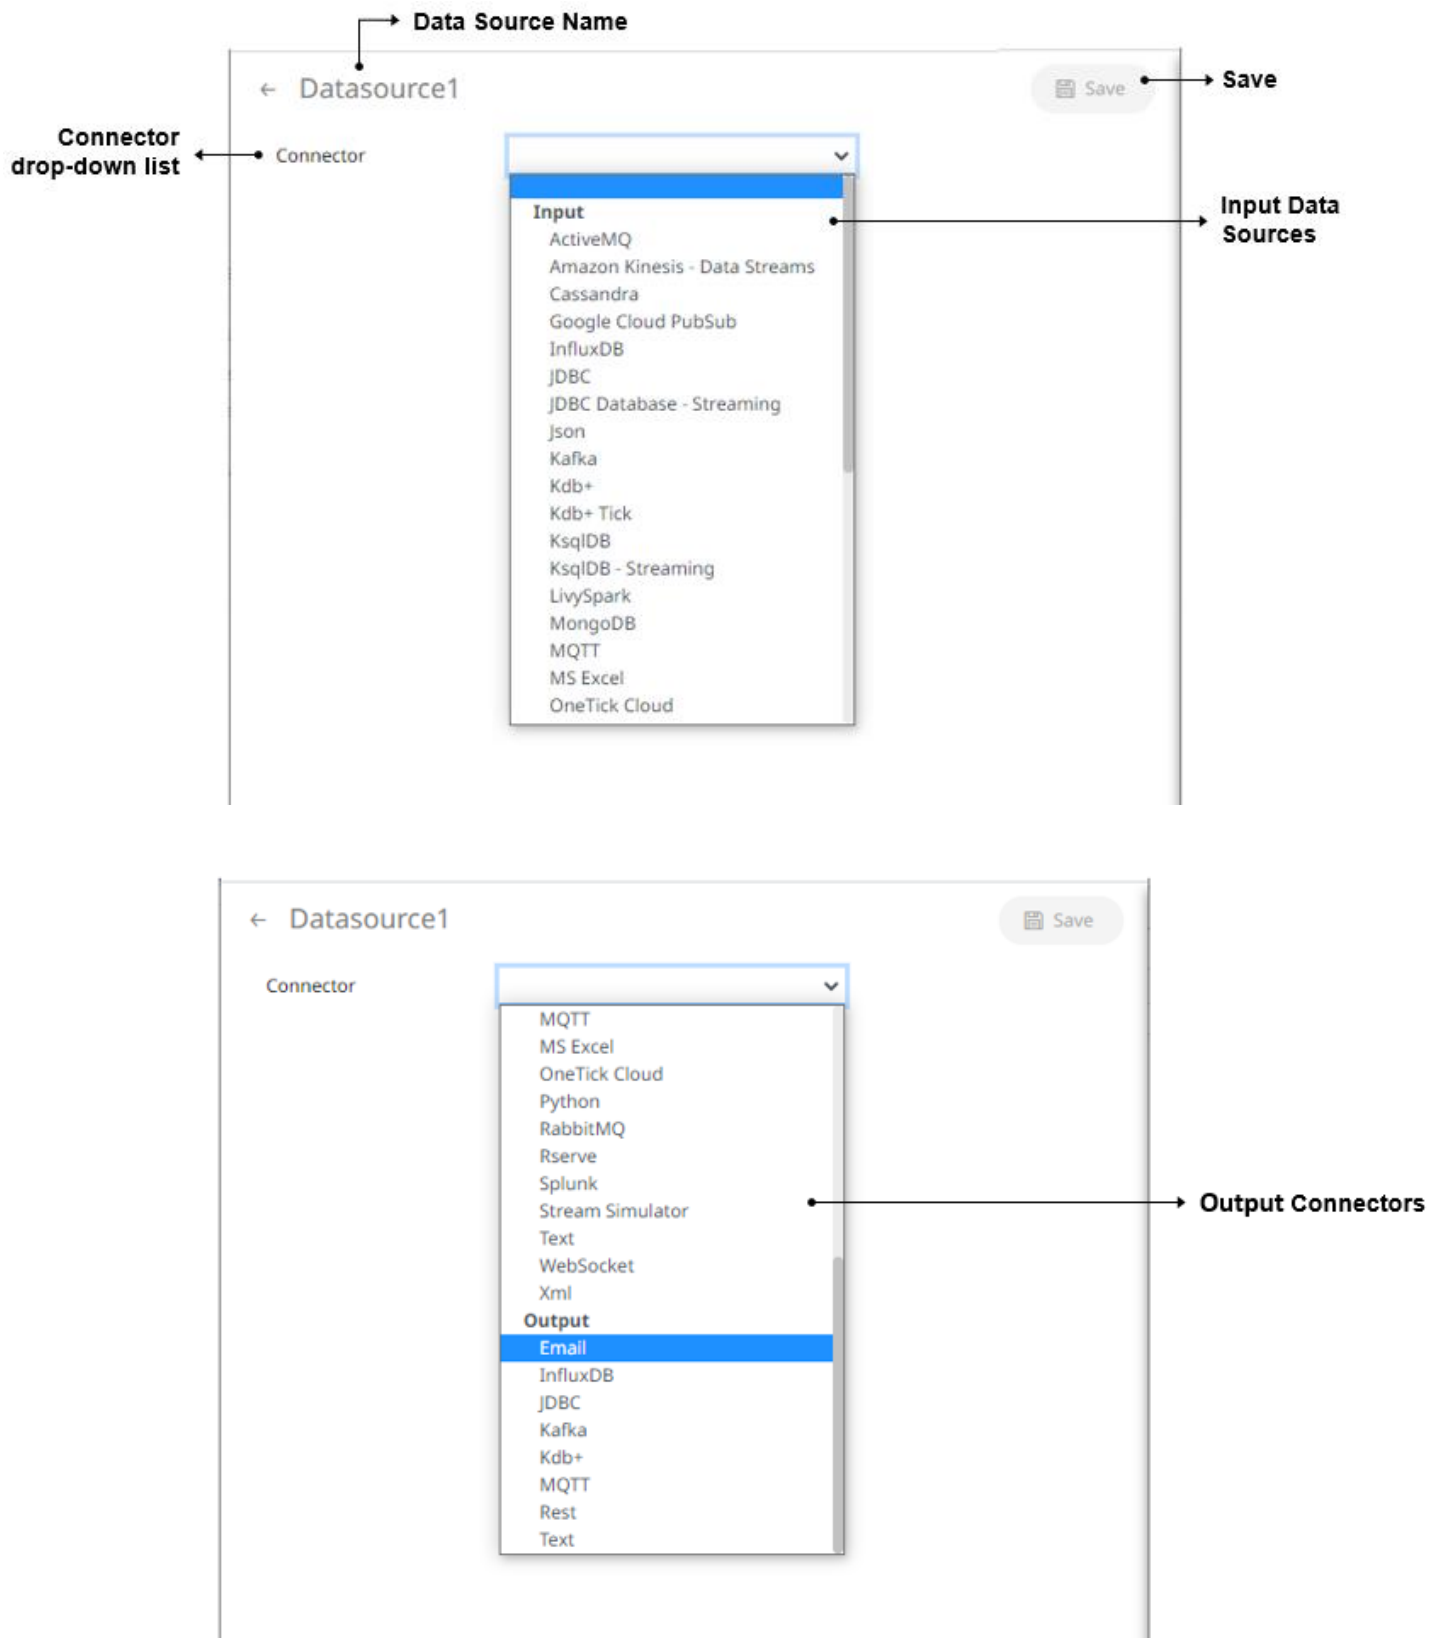 Data Source Name
Datasource1
Save
Save
Connector
drop-down list
Connector
Input Data
Sources
Input
ActiveMQ
Amazon Kinesis - Data Streams
Cassandra
Google Cloud PubSub
InfluxDB
JDBC
JDBC Database - Streaming
Json
Kafka
Kdb+
Kdb+ Tick
KsqlDB
KsqlDB - Streaming
LivySpark
MongoDB
MQTT
MS Excel
OneTick Cloud
Datasource1
Save
Connector
MQTT
MS Excel
OneTick Cloud
Python
RabbitMQ
Rserve
Splunk
Stream Simulator
Output Connectors
Text
WebSocket
Xml
Output
Email
InfluxDB
JDBC
Kafka
Kdb+
MQTT
Rest
Text